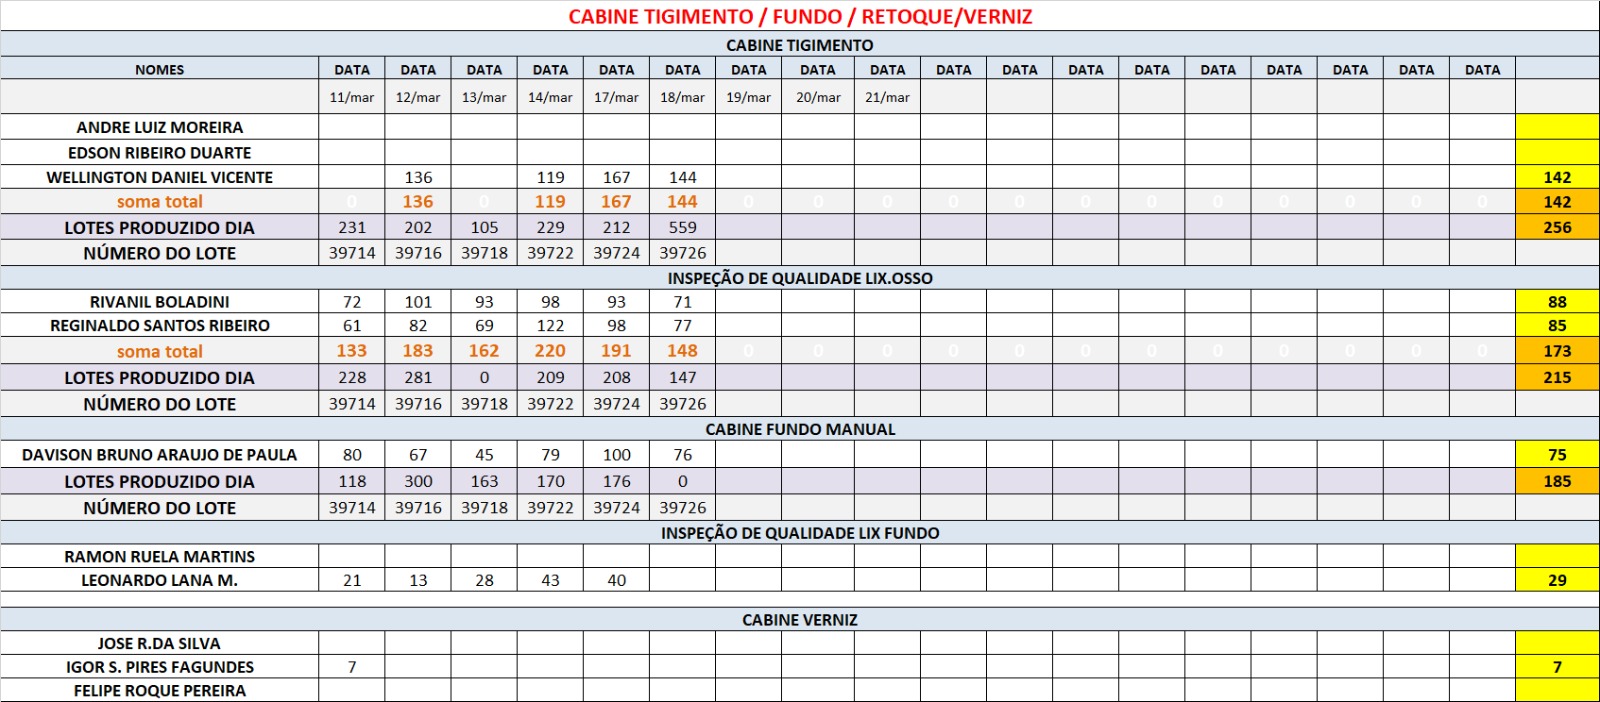 CABINE TIGIMENTO / FUNDO / RETOQUE/VERNIZ
CABINE TIGIMENTO
NOMES DATA DATA DATA DATA DATA DATA DATA DATA DATA DATA DATA DATA DATA DATA DATA DATA DATA DATA
11/mar 12/mar 13/mar 14/mar 17/mar 18/mar 19/mar 20/mar 21/mar
ANDRE LUIZ MOREIRA
EDSON RIBEIRO DUARTE
WELLINGTON DANIEL VICENTE 136 119 167 144 142
soma total 0 136 0 119 167 144 0 0 0 0 0 0 0 0 0 0 0 0 142
LOTES PRODUZIDO DIA 231 202 105 229 212 559 256
NÚMERO DO LOTE 39714 39716 39718 39722 39724 39726
INSPEÇÃO DE QUALIDADE LIX.OSSO
RIVANIL BOLADINI 72 101 93 98 93 71 88
REGINALDO SANTOS RIBEIRO 61 82 69 122 98 77 85
soma total 133 183 162 220 191 148 0 0 0 0 0 0 0 0 0 0 0 0 173
LOTES PRODUZIDO DIA 228 281 0 209 208 147 215
NÚMERO DO LOTE 39714 39716 39718 39722 39724 39726
CABINE FUNDO MANUAL
DAVISON BRUNO ARAUJO DE PAULA 80 67 45 79 100 76 75
LOTES PRODUZIDO DIA 118 300 163 170 176 0 185
NÚMERO DO LOTE 39714 39716 39718 39722 39724 39726
INSPEÇÃO DE QUALIDADE LIX FUNDO
RAMON RUELA MARTINS
LEONARDO LANA M. 21 13 28 43 40 29
CABINE VERNIZ
JOSE R.DA SILVA
IGOR S. PIRES FAGUNDES 7 7
FELIPE ROQUE PEREIRA